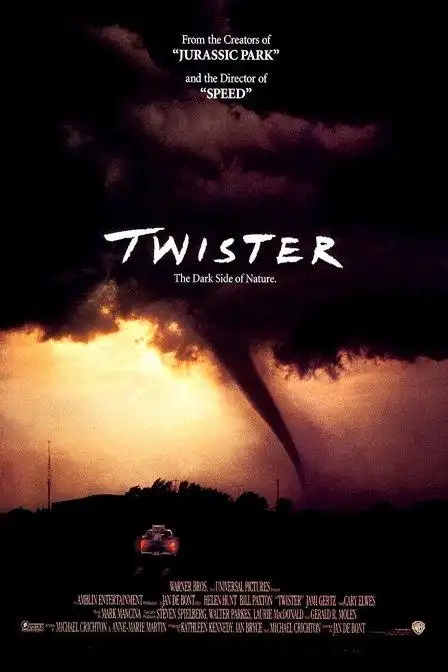 From the Creators of
“JURASSIC PARK”
and the Director of
“SPEED”
TWISTER
The Dark Side of Nature.
WARNER BROS. UNIVERSAL PICTURES
AMBLIN ENTERTAINMENT JAN DE BONT HELEN HUNT BILL PAXTON "TWISTER" JAMI GERTZ CARY ELWES
MARK MANCINA STEVEN SPIELBERG, WALTER PARKES, LAURIE MacDONALD GERALD R. MOLEN
MICHAEL CRICHTON & ANNE-MARIE MARTIN KATHLEEN KENNEDY, IAN BRYCE MICHAEL CRICHTON JAN DE BONT